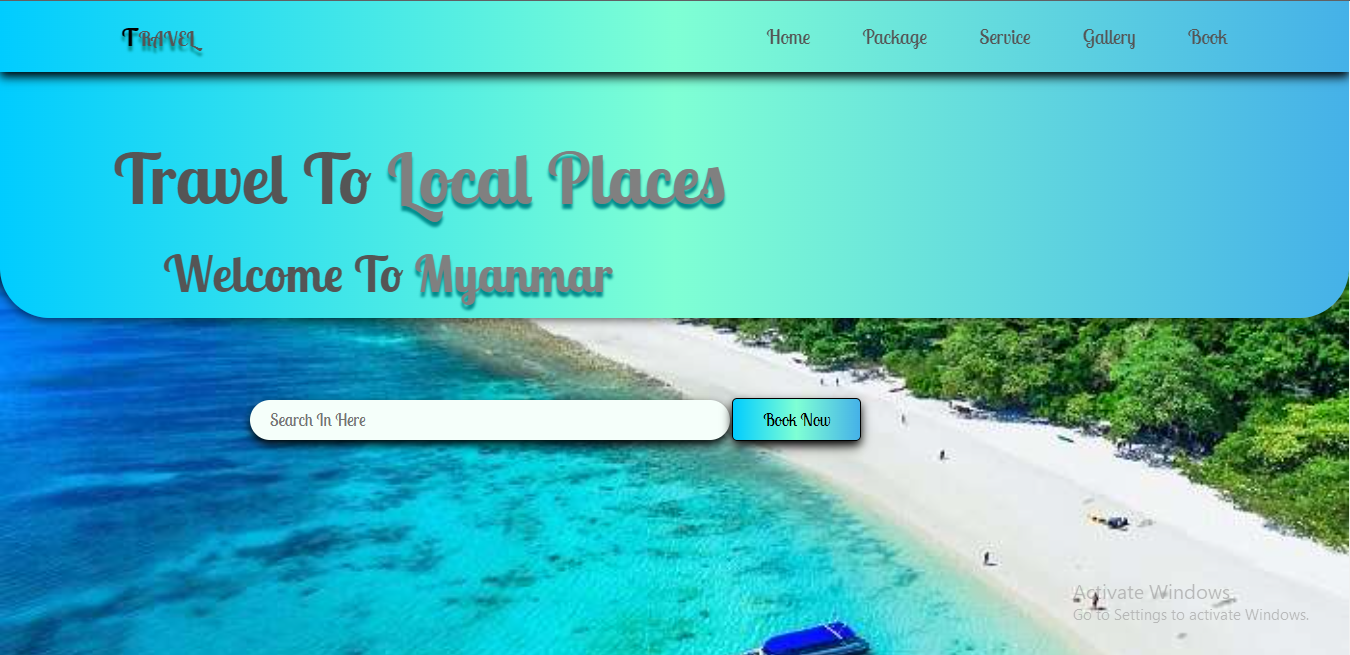 TRAVEL
Home Package Service Gallery Book
Travel To Local Places
Welcome To Myanmar
Search In Here
Book Now
Activate Windows
Go to Settings to activate Windows.